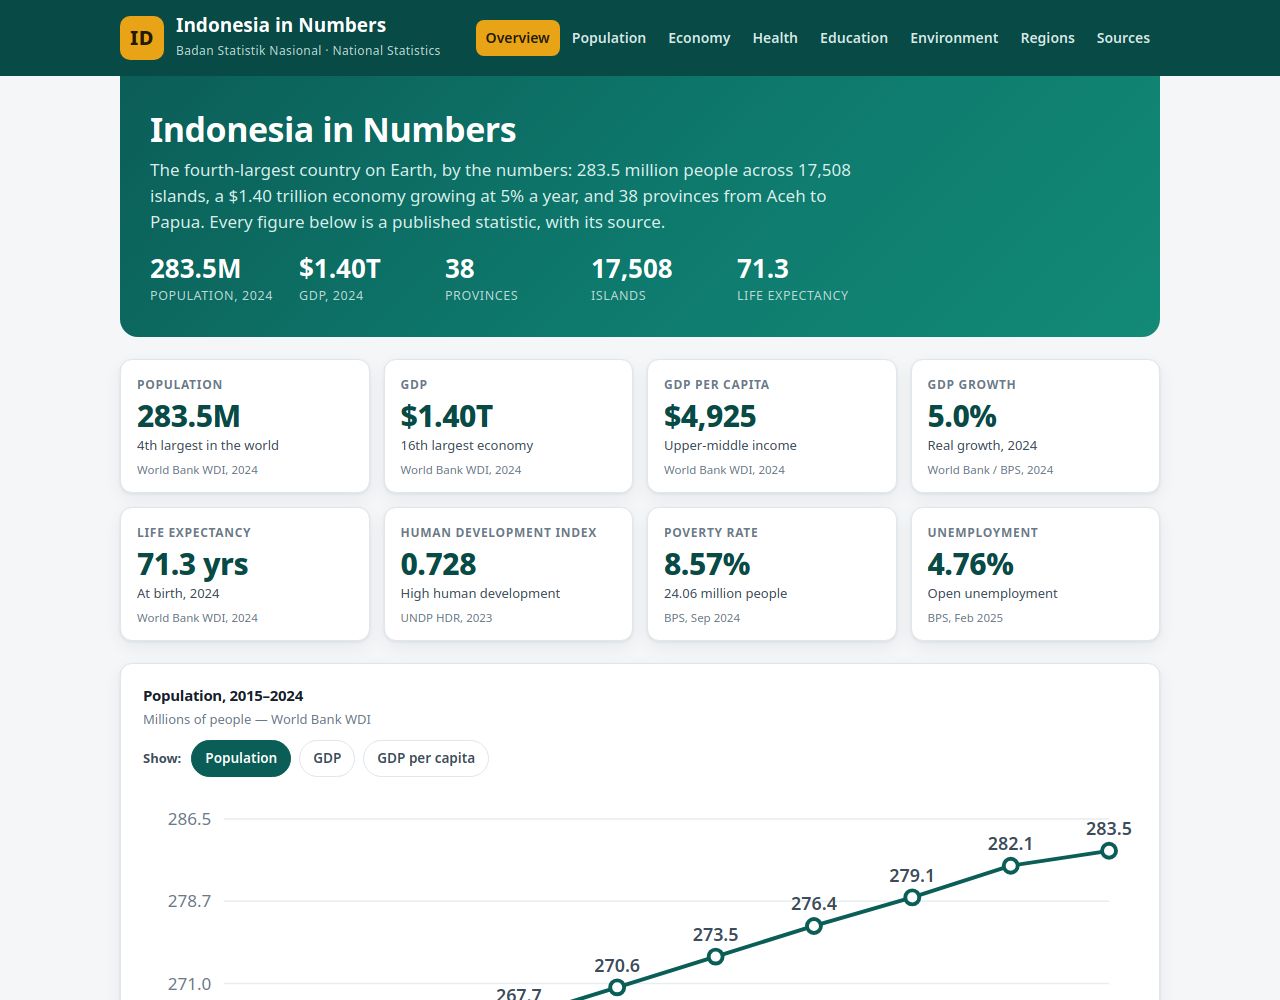 ID
Indonesia in Numbers
Badan Statistik Nasional · National Statistics
Overview Population Economy Health Education Environment Regions Sources
Indonesia in Numbers
The fourth-largest country on Earth, by the numbers: 283.5 million people across 17,508
islands, a $1.40 trillion economy growing at 5% a year, and 38 provinces from Aceh to
Papua. Every figure below is a published statistic, with its source.
283.5M $1.40T 38 17,508 71.3
POPULATION, 2024 GDP, 2024 PROVINCES ISLANDS LIFE EXPECTANCY
POPULATION
283.5M
4th largest in the world
World Bank WDI, 2024
GDP
$1.40T
16th largest economy
World Bank WDI, 2024
GDP PER CAPITA
$4,925
Upper-middle income
World Bank WDI, 2024
GDP GROWTH
5.0%
Real growth, 2024
World Bank / BPS, 2024
LIFE EXPECTANCY
71.3 yrs
At birth, 2024
World Bank WDI, 2024
HUMAN DEVELOPMENT INDEX
0.728
High human development
UNDP HDR, 2023
POVERTY RATE
8.57%
24.06 million people
BPS, Sep 2024
UNEMPLOYMENT
4.76%
Open unemployment
BPS, Feb 2025
Population, 2015–2024
Millions of people — World Bank WDI
Show: Population GDP GDP per capita
286.5
278.7
271.0
267.7
270.6
273.5
276.4
279.1
282.1
283.5